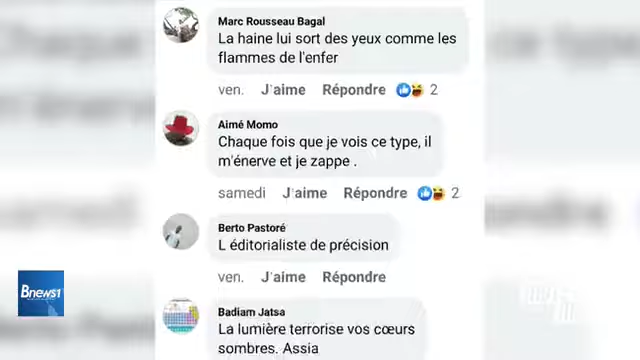 Marc Rousseau Bagal
La haine lui sort des yeux comme les
flammes de l'enfer
ven. J'aime Répondre 2
Aimé Momo
Chaque fois que je vois ce type, il
m'énerve et je zappe .
samedi J'aime Répondre 2
Berto Pastoré
L éditorialiste de précision
ven. J'aime Répondre
Bnews1
Badiam Jatsa
La lumière terrorise vos cœurs
sombres. Assia